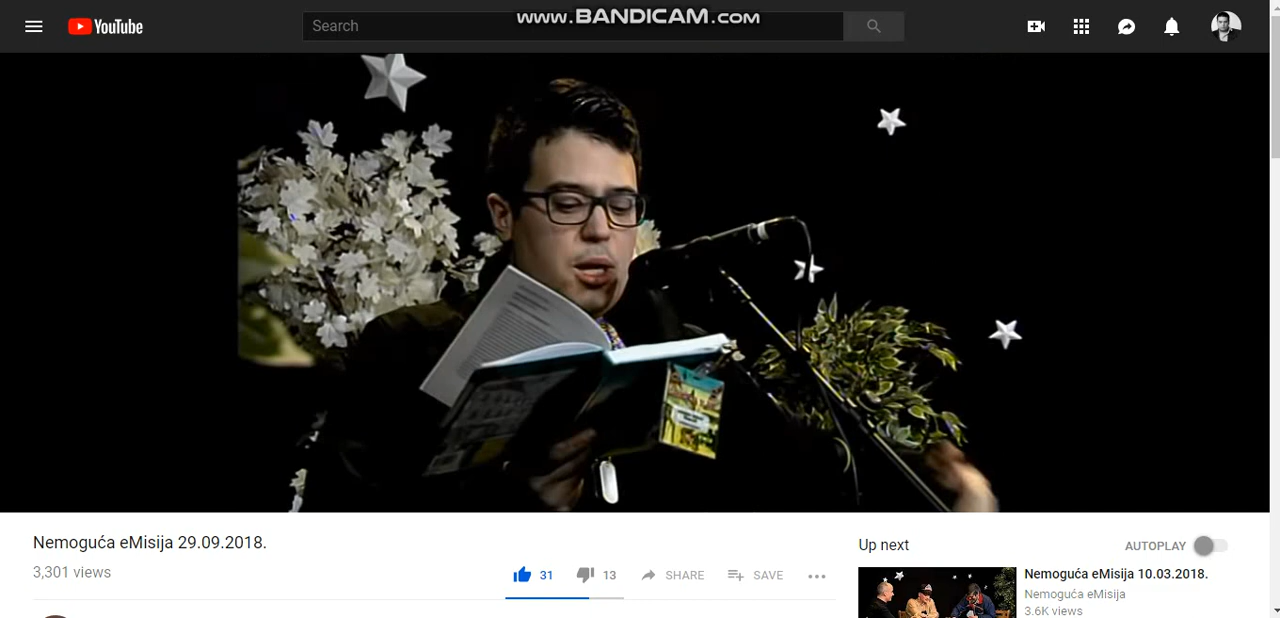 www.BANDICAM.com
YouTube
Search
Nemoguća eMisija 29.09.2018.
3,301 views
31
13
SHARE
SAVE
Up next
AUTOPLAY
Nemoguća eMisija 10.03.2018.
Nemoguća eMisija
3.6K views